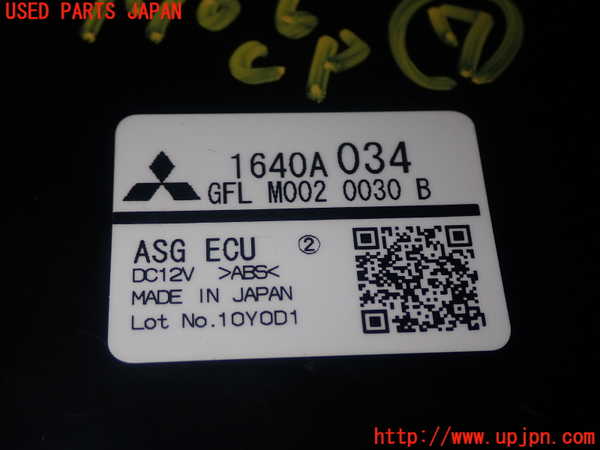 USED PARTS JAPAN
1640A 034
GFL M002 0030 B
ASG ECU ②
DC12V >ABS<
MADE IN JAPAN
Lot No.10Y0D1
http://www.upjpn.com/